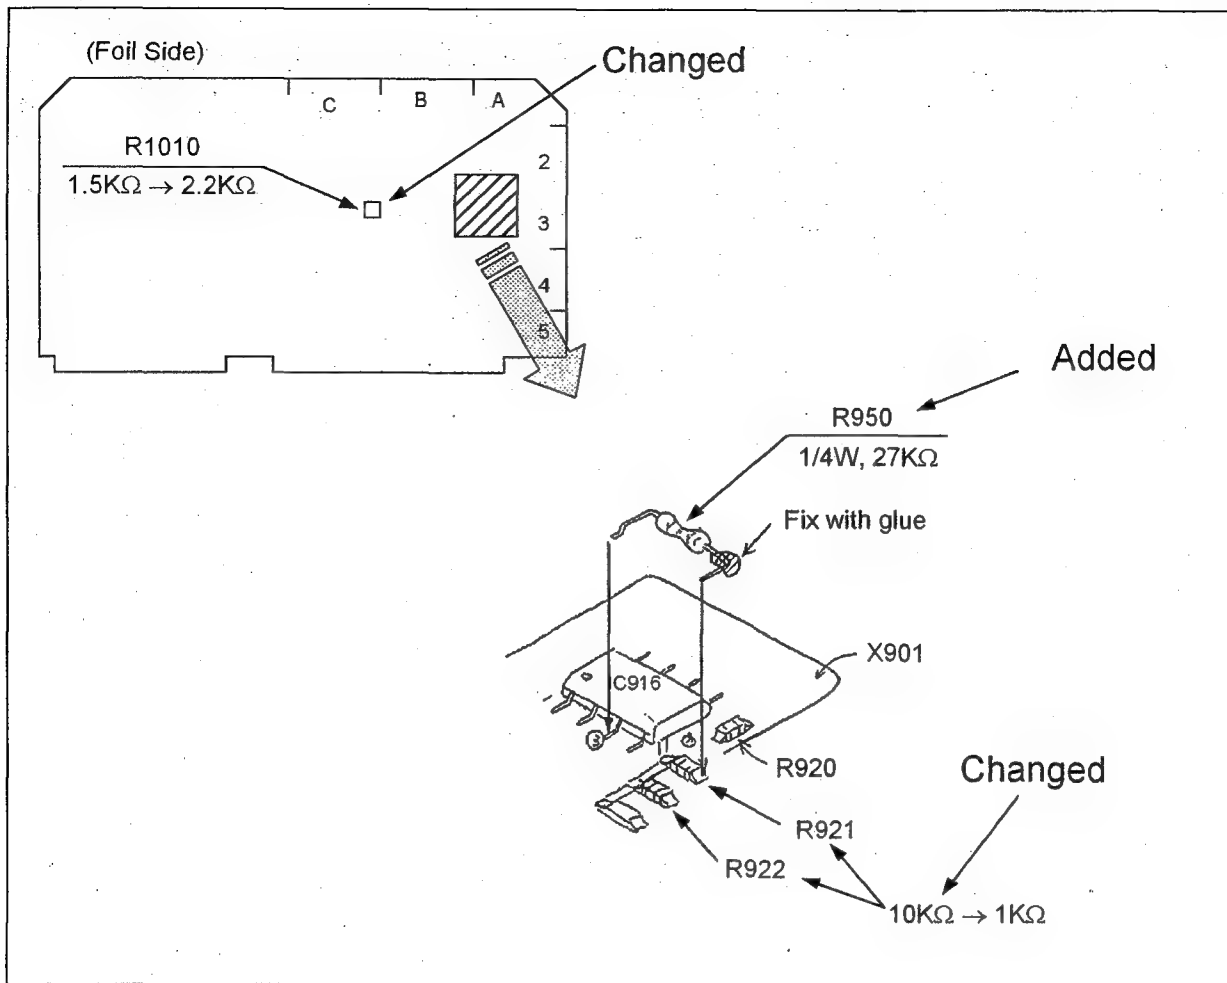 (Foil Side)
Changed
C B A
R1010
1.5KΩ → 2.2KΩ
2
3
4
5
Added
R950
1/4W, 27KΩ
Fix with glue
X901
C916
R920
Changed
R921
R922
10KΩ → 1KΩ